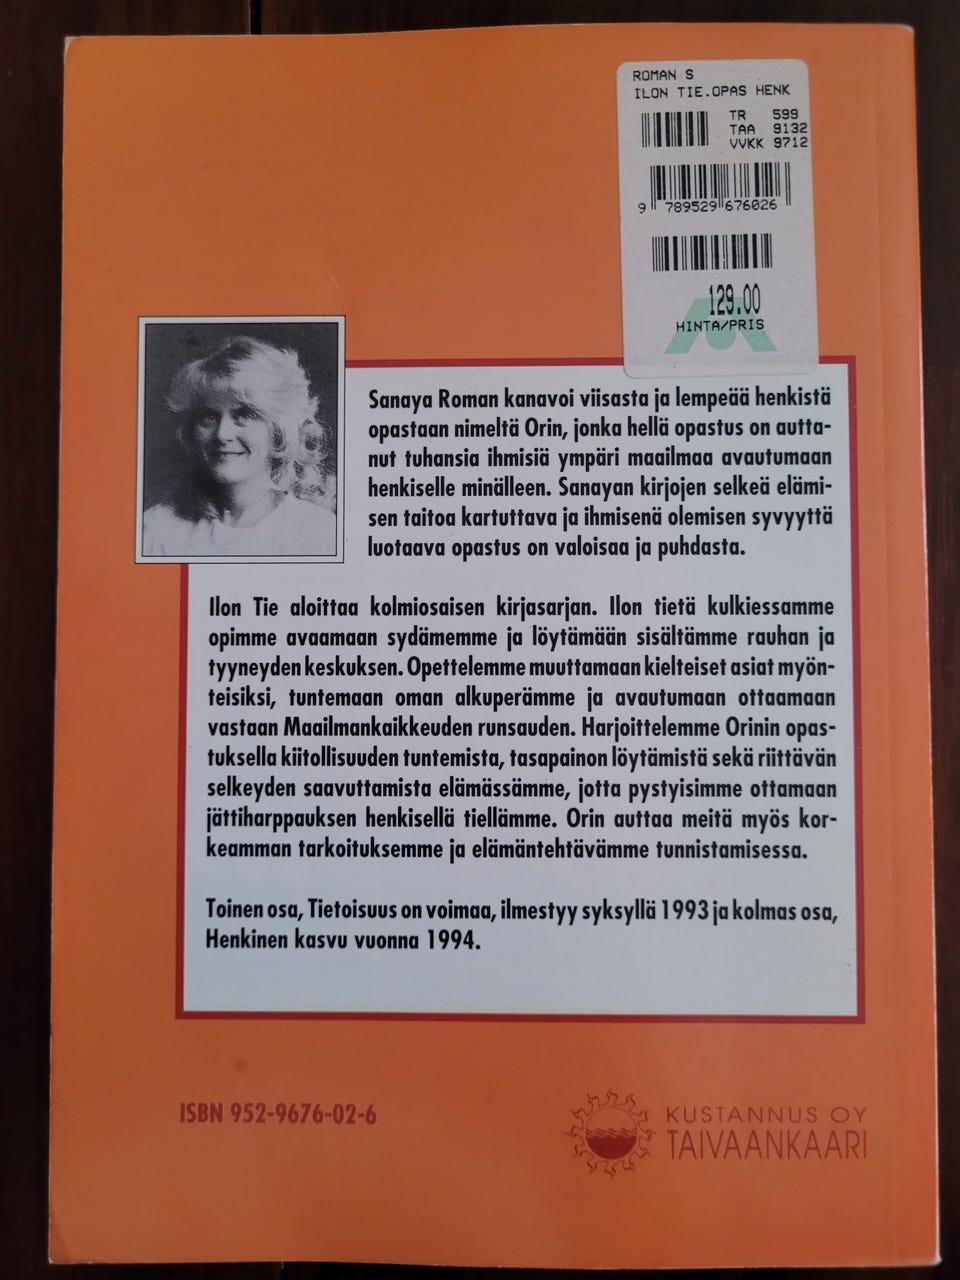 ROMAN S
ILON TIE.OPAS HENK
TR 599
TAA 9132
VVKK 9712
9 789529 676026
129.00
HINTA/PRIS
Sanaya Roman kanavoi viisasta ja lempeää henkistä
opastaan nimeltä Orin, jonka hellä opastus on autta-
nut tuhansia ihmisiä ympäri maailmaa avautumaan
henkiselle minälleen. Sanayan kirjojen selkeä elämi-
sen taitoa kartuttava ja ihmisenä olemisen syvyyttä
luotaava opastus on valoisaa ja puhdasta.
Ilon Tie aloittaa kolmiosaisen kirjasarjan. Ilon tietä kulkiessamme
opimme avaamaan sydämemme ja löytämään sisältämme rauhan ja
tyyneyden keskuksen. Opettelemme muuttamaan kielteiset asiat myön-
teisiksi, tuntemaan oman alkuperämme ja avautumaan ottaamaan
vastaan Maailmankaikkeuden runsauden. Harjoittelemme Orinin opas-
tuksella kiitollisuuden tuntemista, tasapainon löytämistä sekä riittävän
selkeyden saavuttamista elämässämme, jotta pystyisimme ottamaan
jättiharppauksen henkisellä tiellämme. Orin auttaa meitä myös kor-
keamman tarkoituksemme ja elämäntehtävämme tunnistamisessa.
Toinen osa, Tietoisuus on voimaa, ilmestyy syksyllä 1993 ja kolmas osa,
Henkinen kasvu vuonna 1994.
ISBN 952-9676-02-6
KUSTANNUS OY
TAIVAANKAARI